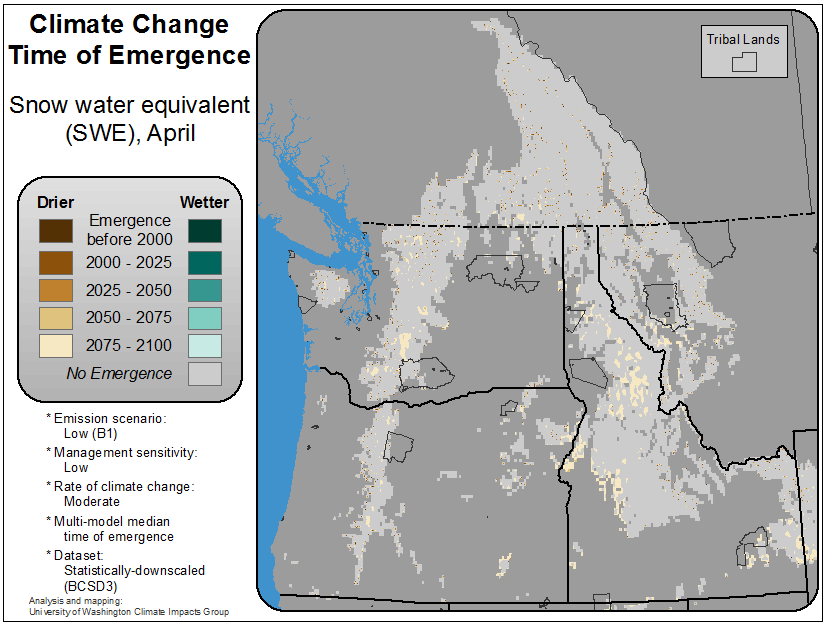 Climate Change
Time of Emergence
Snow water equivalent
(SWE), April
Drier
Wetter
Emergence
before 2000
2000 - 2025
2025 - 2050
2050 - 2075
2075 - 2100
No Emergence
* Emission scenario:
Low (B1)
* Management sensitivity:
Low
* Rate of climate change:
Moderate
* Multi-model median
time of emergence
* Dataset:
Statistically-downscaled
(BCSD3)
Analysis and mapping:
University of Washington Climate Impacts Group
Tribal Lands